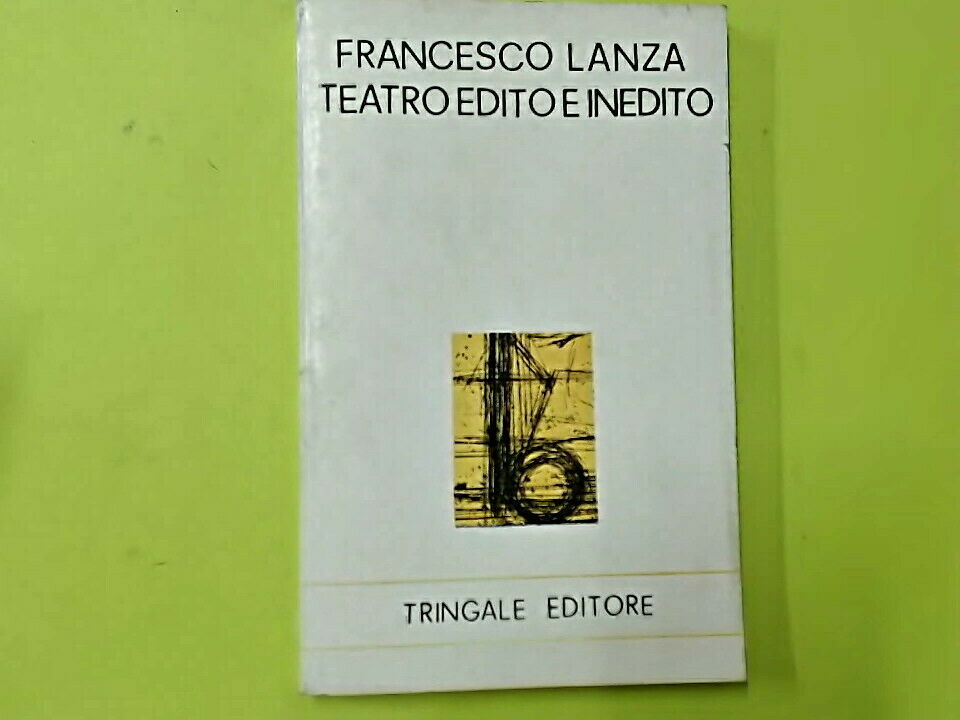 FRANCESCO LANZA
TEATRO EDITO E INEDITO
TRINGALE EDITORE